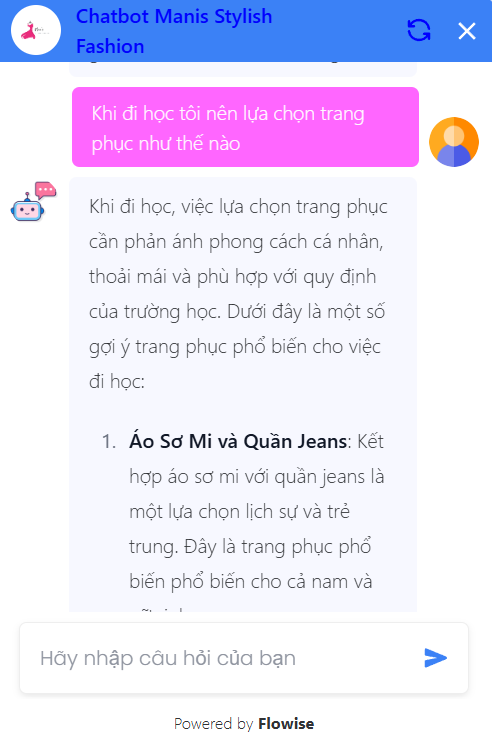 Chatbot Manis Stylish
Fashion
Khi đi học tôi nên lựa chọn trang
phục như thế nào
Khi đi học, việc lựa chọn trang phục
cần phản ánh phong cách cá nhân,
thoải mái và phù hợp với quy định
của trường học. Dưới đây là một số
gợi ý trang phục phổ biến cho việc
đi học:
1. Áo Sơ Mi và Quần Jeans: Kết
hợp áo sơ mi với quần jeans là
một lựa chọn lịch sự và trẻ
trung. Đây là trang phục phổ
biến phổ biến cho cả nam và
Hãy nhập câu hỏi của bạn
Powered by Flowise